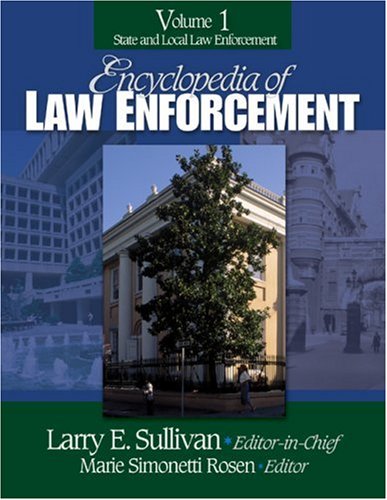 Volume 1
State and Local Law Enforcement
Encyclopedia of
LAW ENFORCEMENT
Larry E. Sullivan * Editor-in-Chief
Marie Simonetti Rosen • Editor